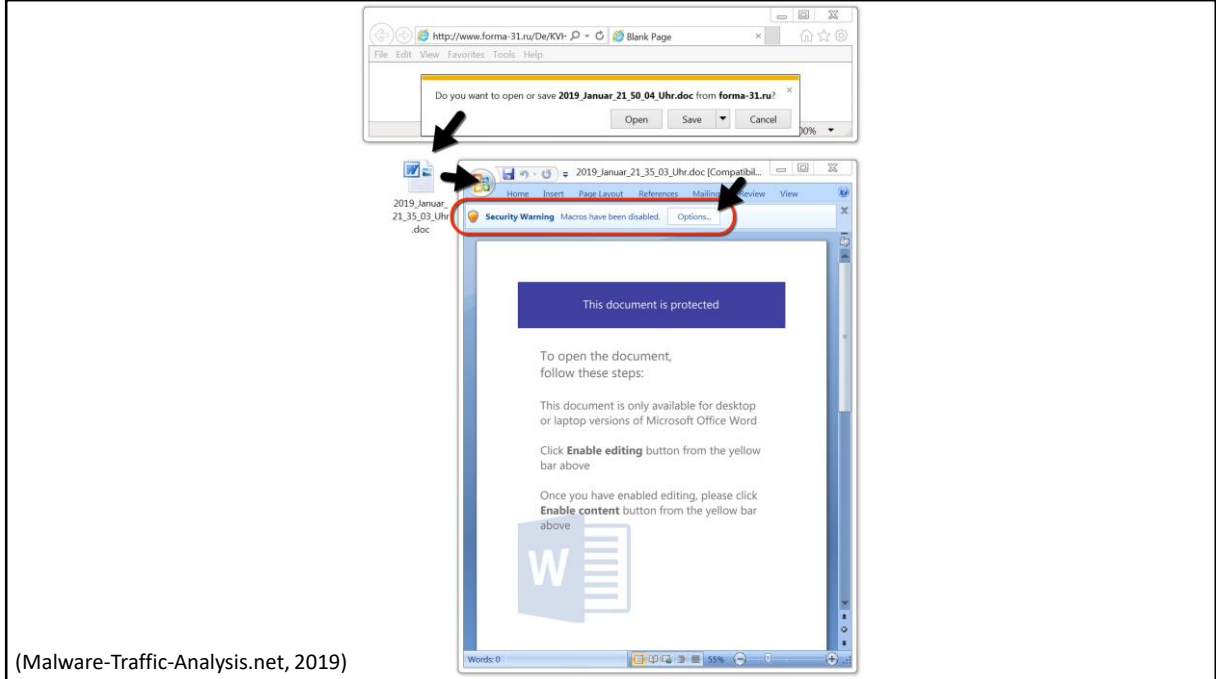 http://www.forma-31.ru/De/KVH
Blank Page
File Edit View Favorites Tools Help
Do you want to open or save 2019_Januar_21_50_04_Uhr.doc from forma-31.ru?
Open Save Cancel
00%
2019_Januar_21_35_03_Uhr.doc [Compatibil...
Home Insert Page Layout References Mailing Review View
2019_Januar_
21_35_03_Uhr
.doc
Security Warning Macros have been disabled. Options...
This document is protected
To open the document,
follow these steps:
This document is only available for desktop
or laptop versions of Microsoft Office Word
Click Enable editing button from the yellow
bar above
Once you have enabled editing, please click
Enable content button from the yellow bar
above
W
Words: 0
55%
(Malware-Traffic-Analysis.net, 2019)